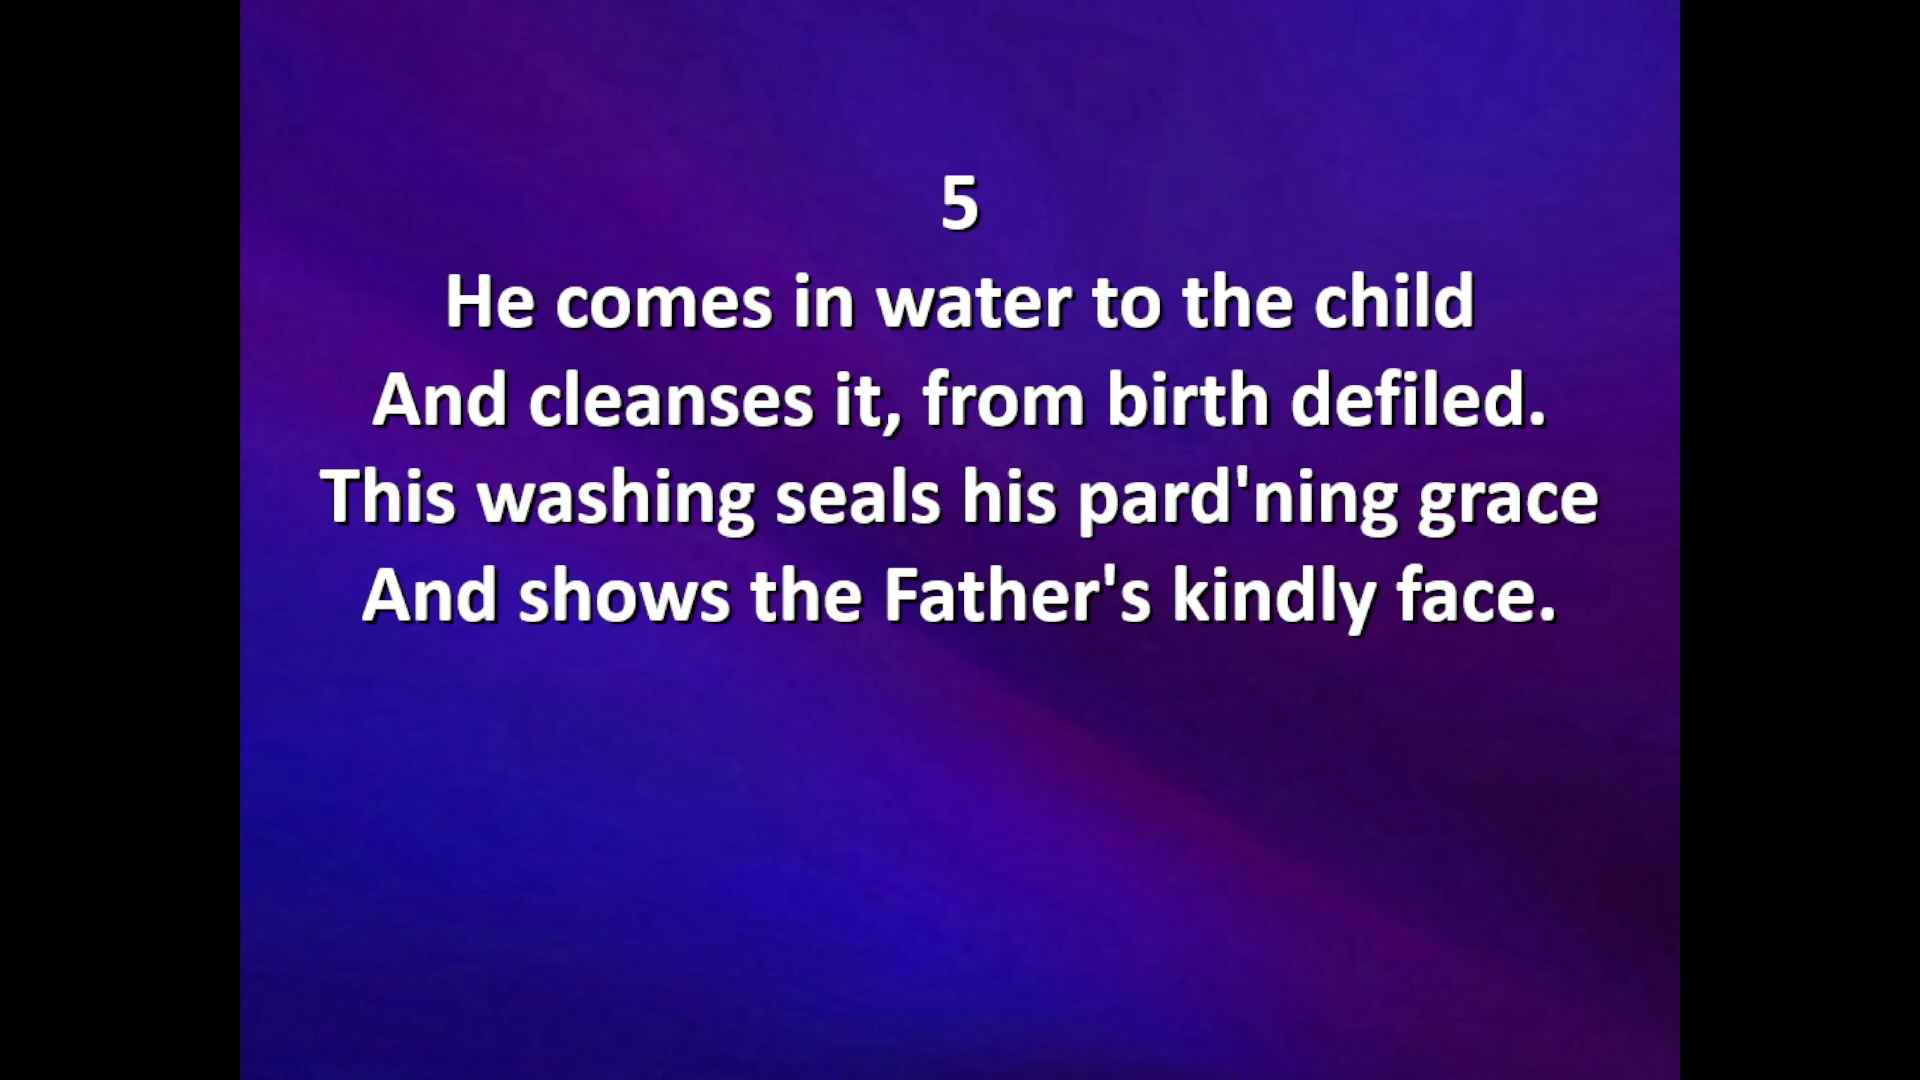 5
He comes in water to the child
And cleanses it, from birth defiled.
This washing seals his pard'ning grace
And shows the Father's kindly face.